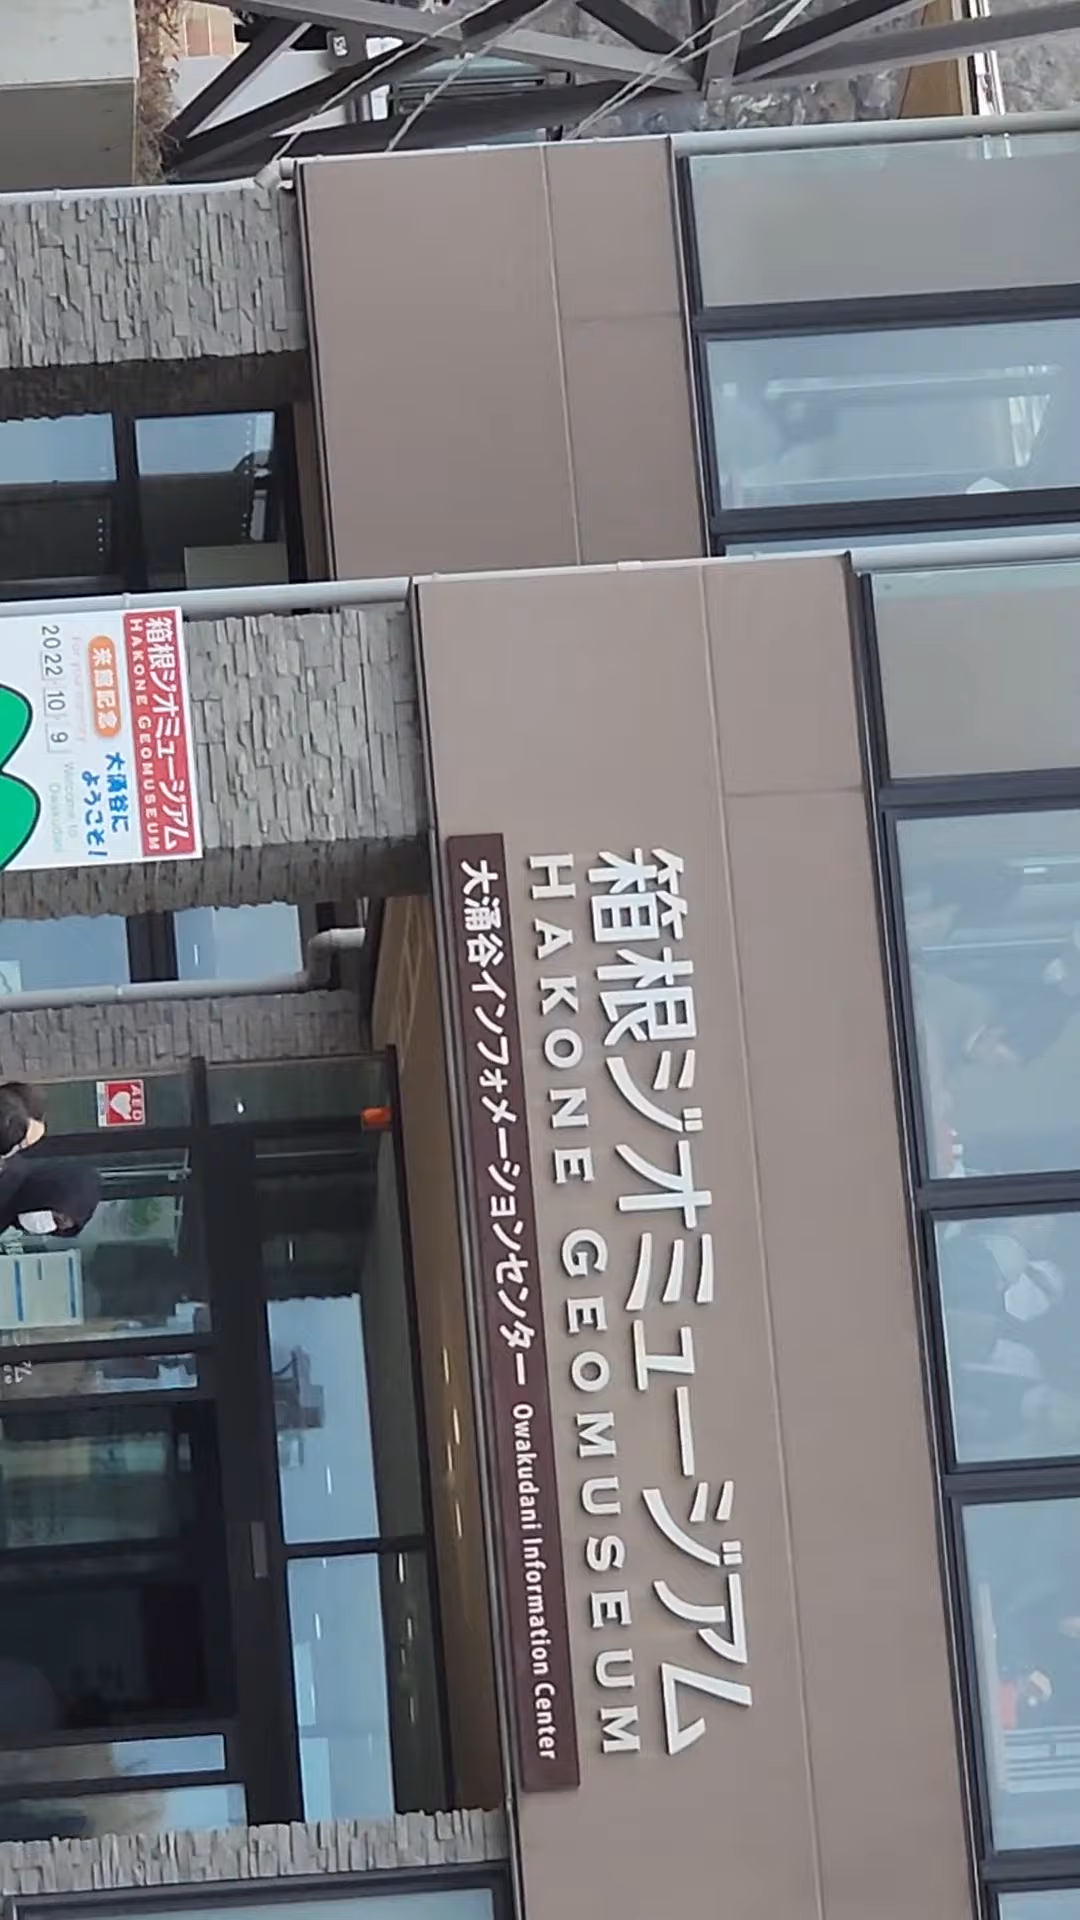 箱根ジオミュージアム
HAKONE GEOMUSEUM
大涌谷インフォメーションセンター Owakudani Information Center
箱根ジオミュージアム
HAKONE GEOMUSEUM
来館記念
大涌谷に
ようこそ!
For your memory
Welcome to
Owakudani
2022 10 9
AED